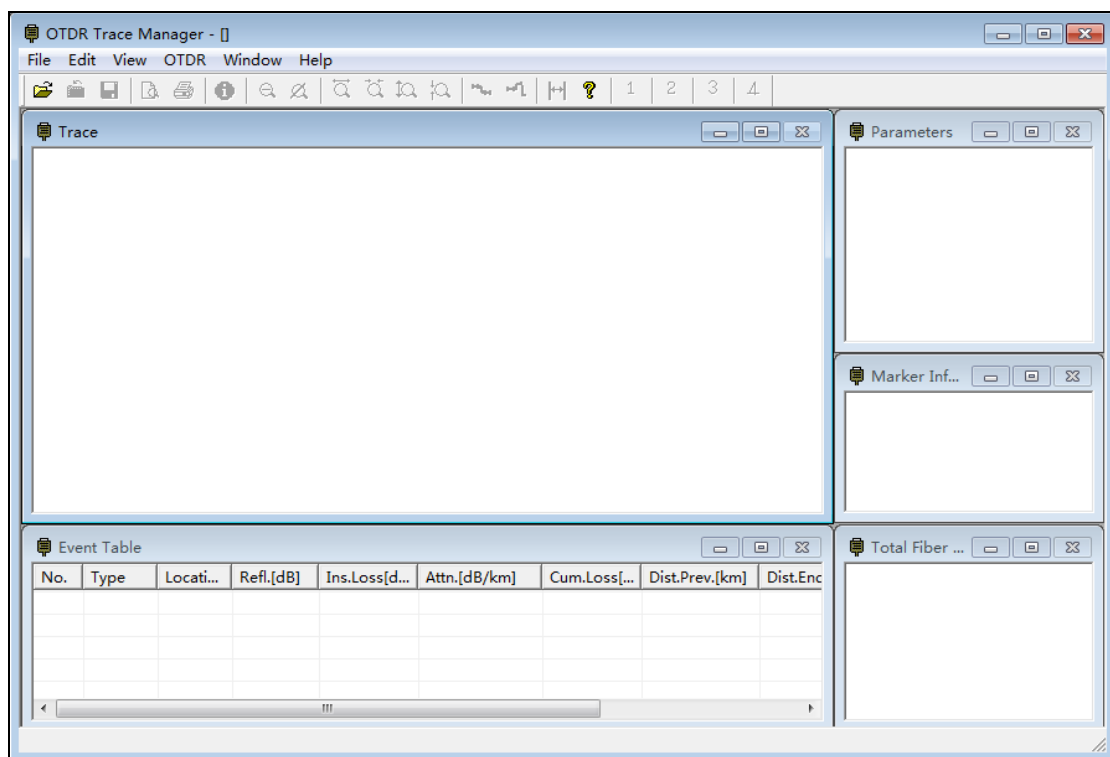 OTDR Trace Manager - []
File Edit View OTDR Window Help
1 2 3 4
Trace
Parameters
Marker Inf...
Event Table
No. Type Locati... Refl.[dB] Ins.Loss[d... Attn.[dB/km] Cum.Loss[... Dist.Prev.[km] Dist.Enc
Total Fiber ...